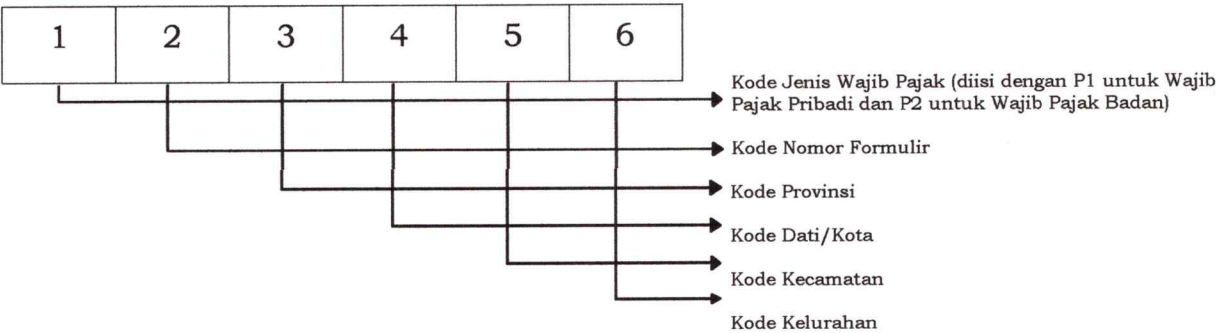 1 2 3 4 5 6
Kode Jenis Wajib Pajak (diisi dengan P1 untuk Wajib
Pajak Pribadi dan P2 untuk Wajib Pajak Badan)
Kode Nomor Formulir
Kode Provinsi
Kode Dati/Kota
Kode Kecamatan
Kode Kelurahan